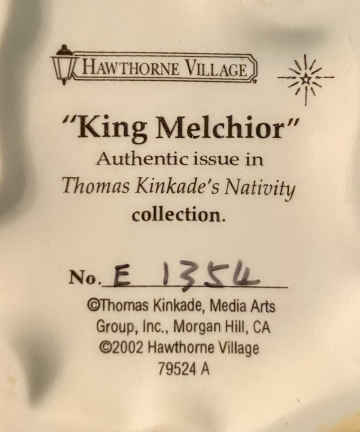 HAWTHORNE VILLAGE
"King Melchior"
Authentic issue in
Thomas Kinkade's Nativity
collection.
No. E 1354
©Thomas Kinkade, Media Arts
Group, Inc., Morgan Hill, CA
©2002 Hawthorne Village
79524 A